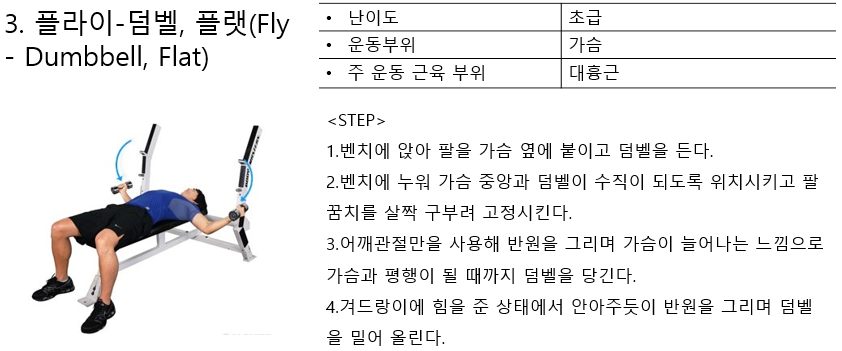 3. 플라이-덤벨, 플랫(Fly
- Dumbbell, Flat)
• 난이도 초급
• 운동부위 가슴
• 주 운동 근육 부위 대흉근
<STEP>
1.벤치에 앉아 팔을 가슴 옆에 붙이고 덤벨을 든다.
2.벤치에 누워 가슴 중앙과 덤벨이 수직이 되도록 위치시키고 팔
꿈치를 살짝 구부려 고정시킨다.
3.어깨관절만을 사용해 반원을 그리며 가슴이 늘어나는 느낌으로
가슴과 평행이 될 때까지 덤벨을 당긴다.
4.겨드랑이에 힘을 준 상태에서 안아주듯이 반원을 그리며 덤벨
을 밀어 올린다.